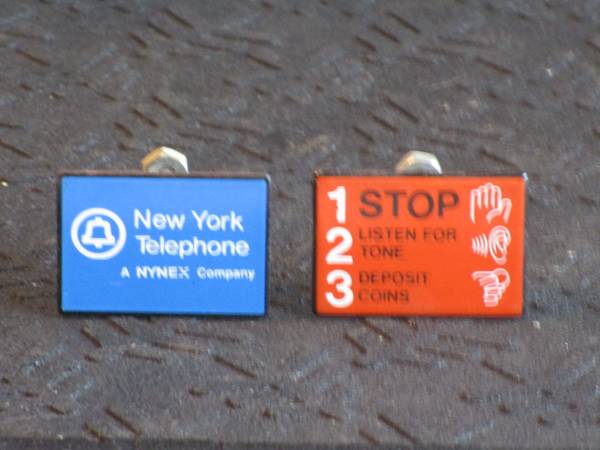 New York
Telephone
A NYNEX Company
1 STOP
2 LISTEN FOR
TONE
3 DEPOSIT
COINS